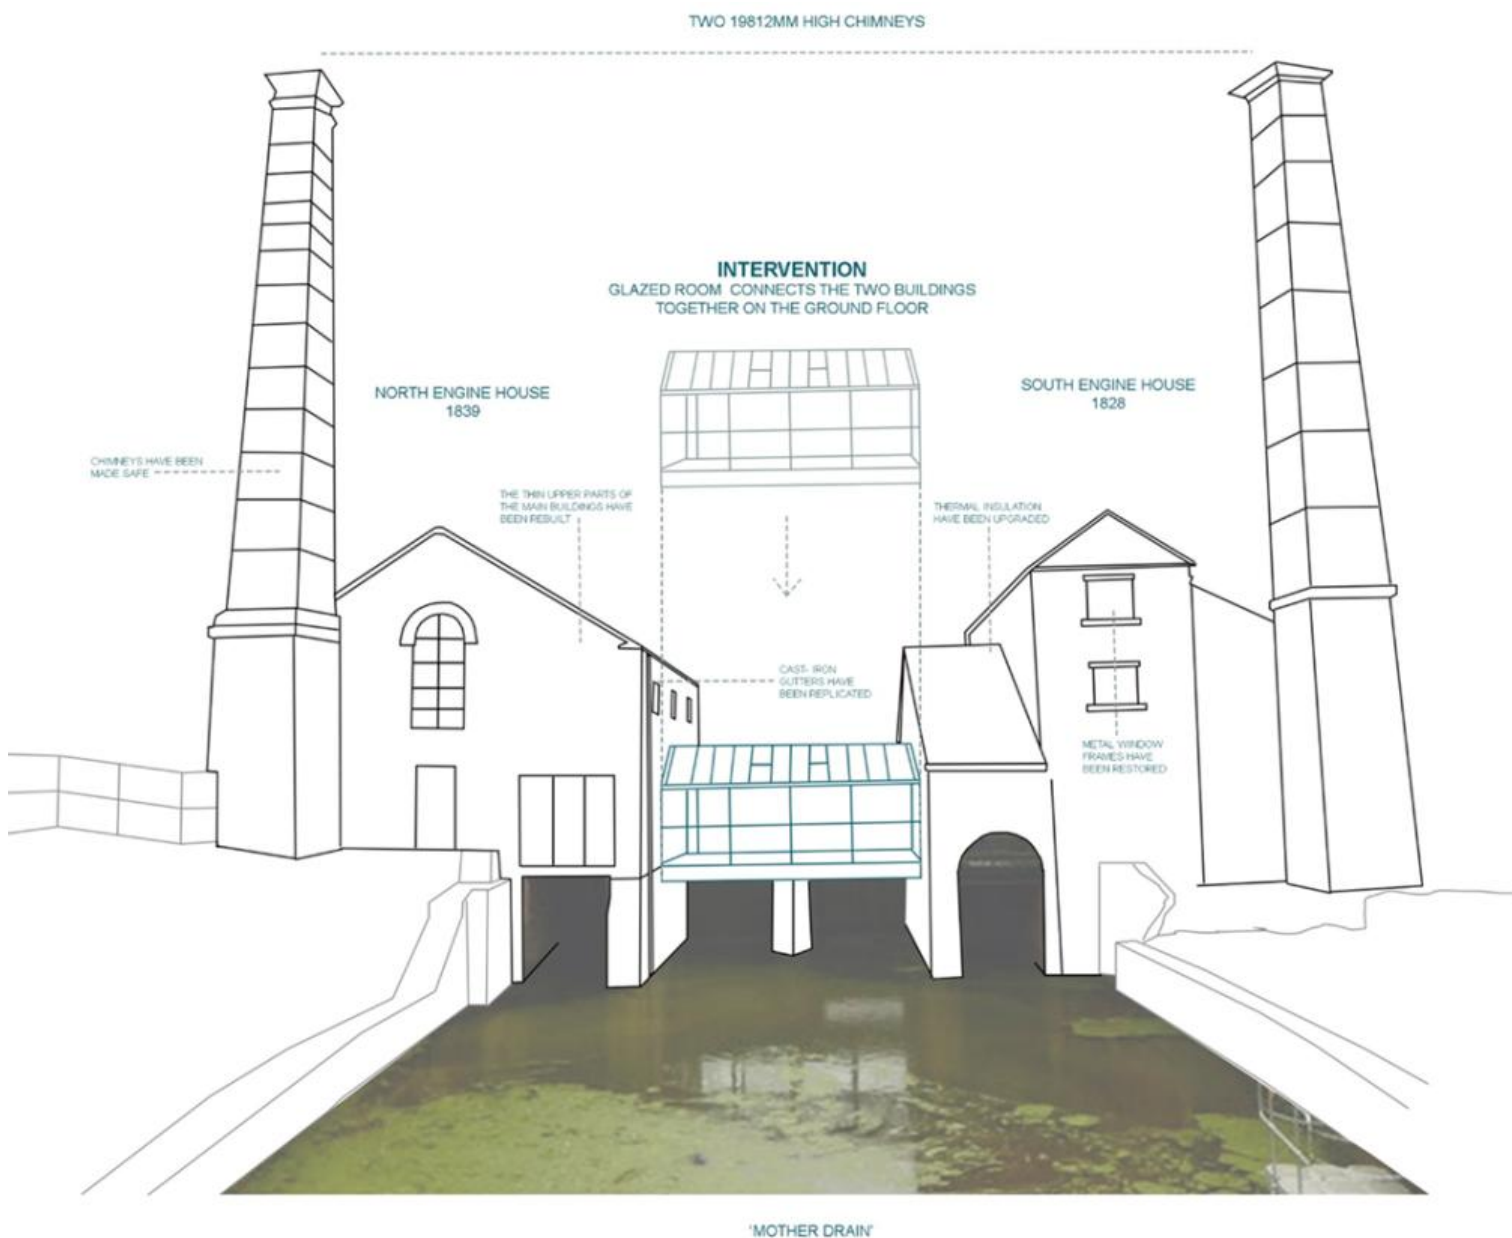 TWO 19812MM HIGH CHIMNEYS
INTERVENTION
GLAZED ROOM CONNECTS THE TWO BUILDINGS
TOGETHER ON THE GROUND FLOOR
NORTH ENGINE HOUSE
1839
SOUTH ENGINE HOUSE
1828
CHIMNEYS HAVE BEEN
MADE SAFE
THE THIN UPPER PARTS OF
THE MAIN BUILDINGS HAVE
BEEN REBUILT
THERMAL INSULATION
HAVE BEEN UPGRADED
CAST- IRON
GUTTERS HAVE
BEEN REPLICATED
METAL WINDOW
FRAMES HAVE
BEEN RESTORED
'MOTHER DRAIN'